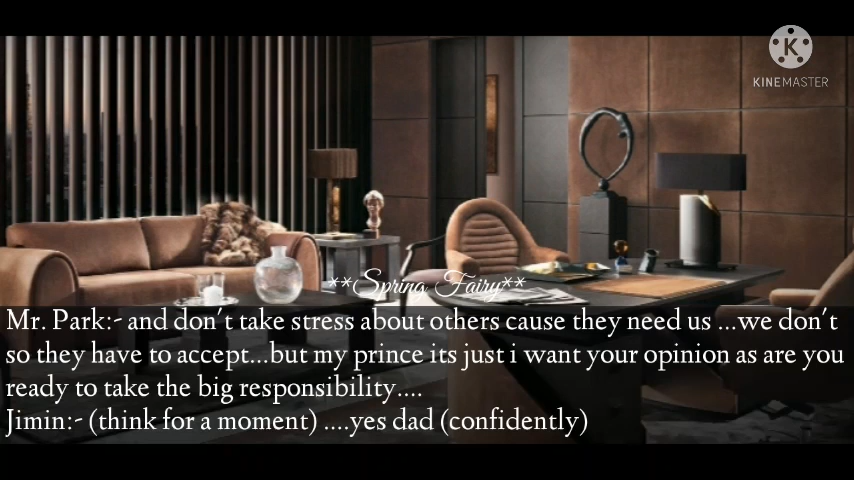 K
KINEMASTER
**Spring Fairy**
Mr. Park:- and don't take stress about others cause they need us ...we don't
so they have to accept...but my prince its just i want your opinion as are you
ready to take the big responsibility....
Jimin:- (think for a moment) ....yes dad (confidently)